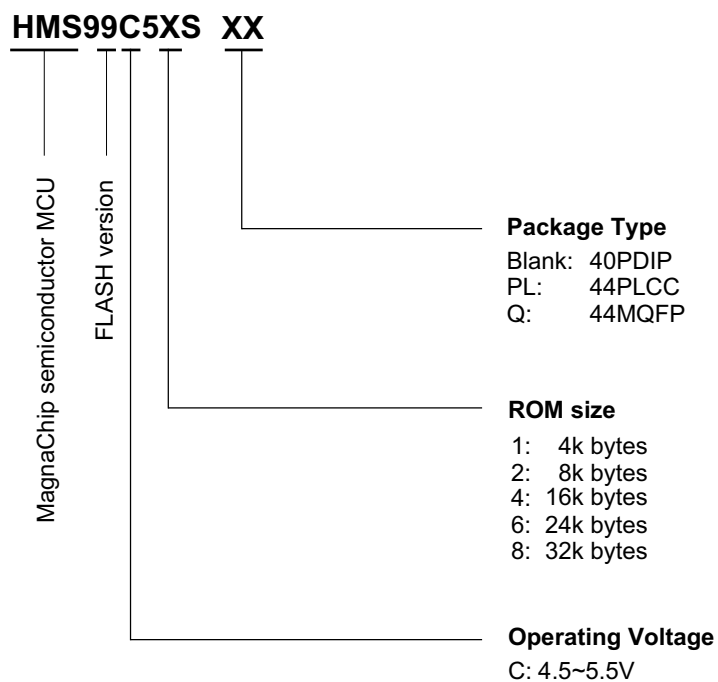 HMS99C5XS XX
MagnaChip semiconductor MCU
FLASH version
Package Type
Blank: 40PDIP
PL: 44PLCC
Q: 44MQFP
ROM size
1: 4k bytes
2: 8k bytes
4: 16k bytes
6: 24k bytes
8: 32k bytes
Operating Voltage
C: 4.5~5.5V